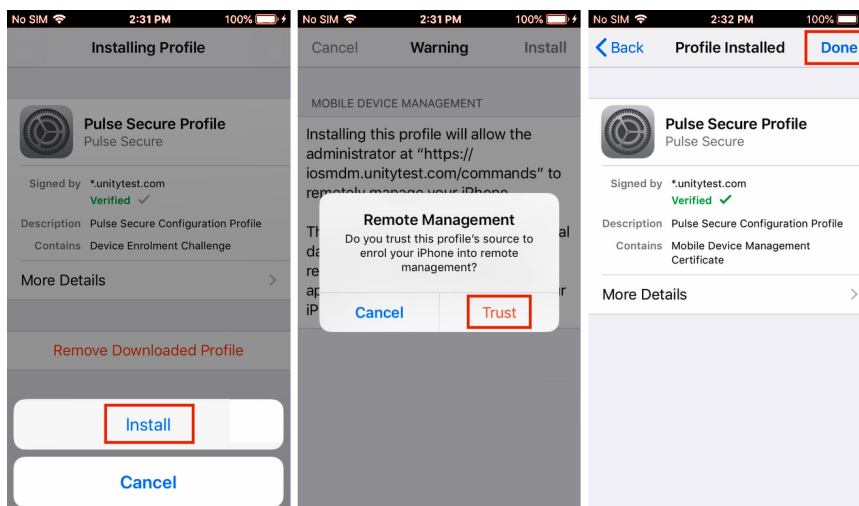 No SIM 2:31 PM 100%
Installing Profile
Pulse Secure Profile
Pulse Secure
Signed by *.unitytest.com
Verified ✓
Description Pulse Secure Configuration Profile
Contains Device Enrolment Challenge
More Details
Remove Downloaded Profile
Install
Cancel
No SIM 2:31 PM 100%
Cancel Warning Install
MOBILE DEVICE MANAGEMENT
Installing this profile will allow the
administrator at “https://
iosmdm.unitytest.com/commands” to
remotely manage your iPhone.
Remote Management
Do you trust this profile’s source to
enrol your iPhone into remote
management?
Cancel Trust
No SIM 2:32 PM 100%
Back Profile Installed Done
Pulse Secure Profile
Pulse Secure
Signed by *.unitytest.com
Verified ✓
Description Pulse Secure Configuration Profile
Contains Mobile Device Management
Certificate
More Details